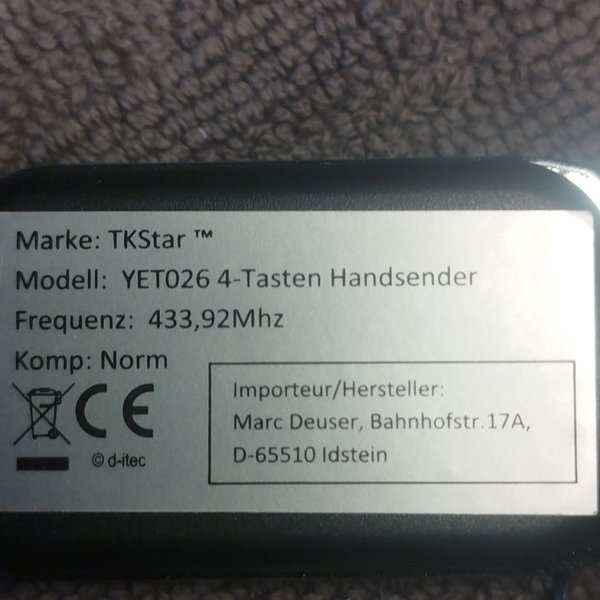 Marke: TKStar ™
Modell: YET026 4-Tasten Handsender
Frequenz: 433,92Mhz
Komp: Norm
CE
© d-itec
Importeur/Hersteller:
Marc Deuser, Bahnhofstr.17A,
D-65510 Idstein